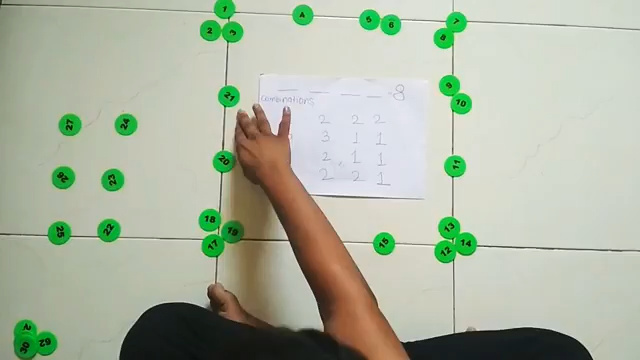 1
2 3
4
5 6
7
8
9
10
11
12 13 14
15
17 18 19
20
21
22
23
24
25
26
27
_ _ _ _ = 8
combinations
2 2 2
3 1 1
2, 1 1
2 2 1